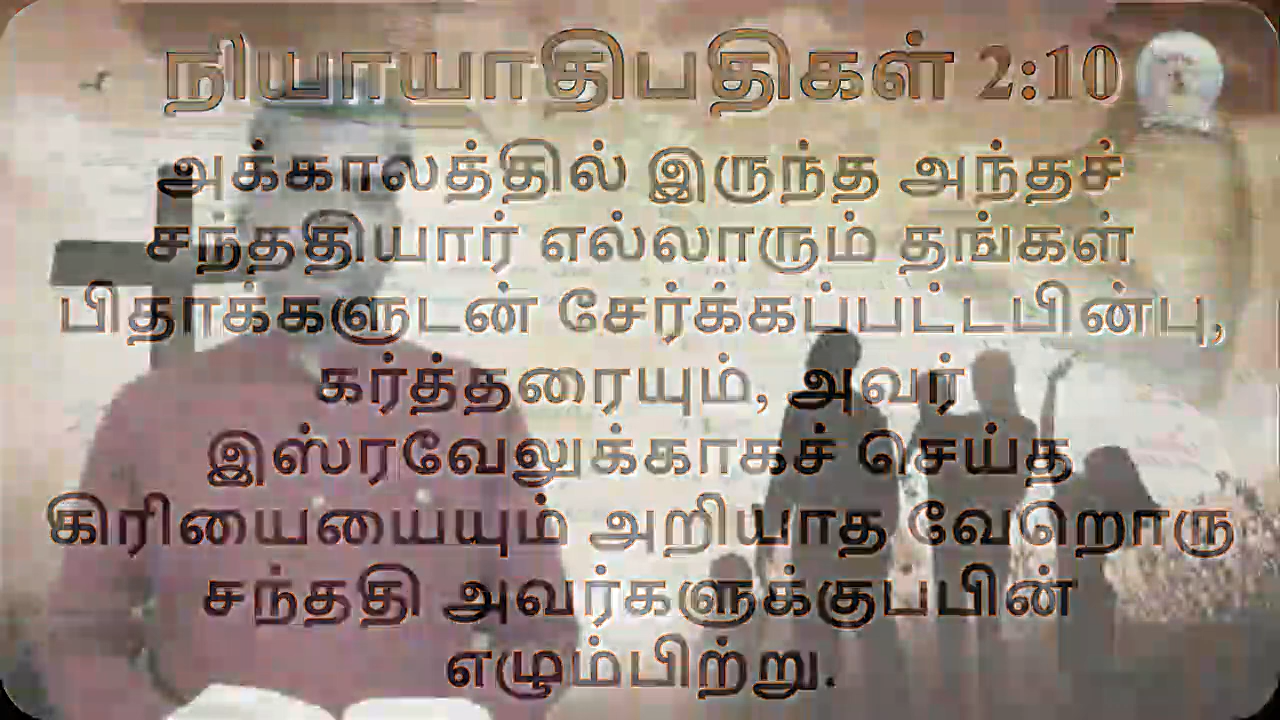 நியாயாதிபதிகள் 2:10
அக்காலத்தில் இருந்த அந்தச்
சந்ததியார் எல்லாரும் தங்கள்
பிதாக்களுடன் சேர்க்கப்பட்டபின்பு,
கர்த்தரையும், அவர்
இஸ்ரவேலுக்காகச் செய்த
கிரியையையும் அறியாத வேறொரு
சந்ததி அவர்களுக்குப்பின்
எழும்பிற்று.